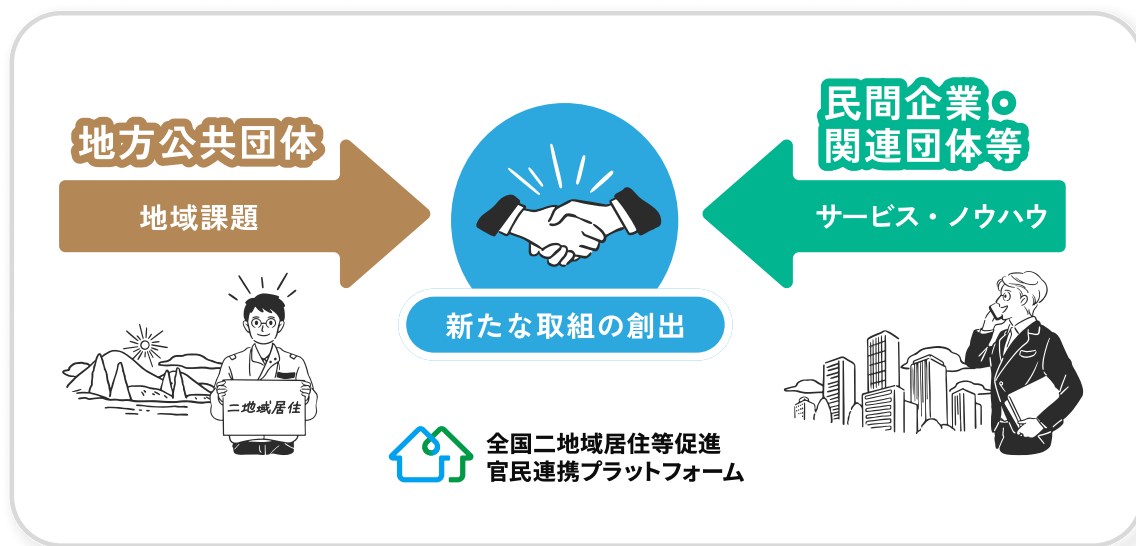 地方公共団体
地域課題
民間企業・
関連団体等
サービス・ノウハウ
新たな取組の創出
二地域居住
全国二地域居住等促進
官民連携プラットフォーム